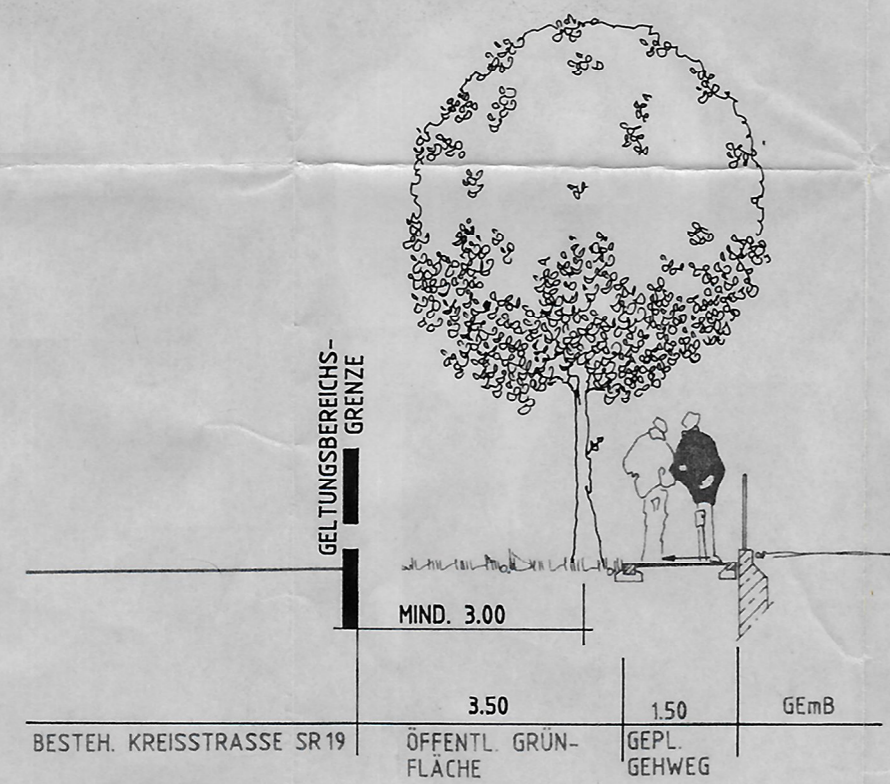 GELTUNGSBEREICHS-
GRENZE
MIND. 3.00
3.50
1.50
GEmB
BESTEH. KREISSTRASSE SR19
ÖFFENTL. GRÜN-
FLÄCHE
GEPL.
GEHWEG